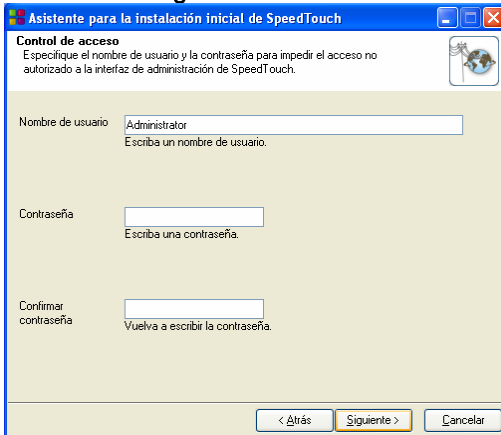 Asistente para la instalación inicial de SpeedTouch
Control de acceso
Especifique el nombre de usuario y la contraseña para impedir el acceso no
autorizado a la interfaz de administración de SpeedTouch.
Nombre de usuario
Administrator
Escriba un nombre de usuario.
Contraseña
Escriba una contraseña.
Confirmar
contraseña
Vuelva a escribir la contraseña.
< Atrás
Siguiente >
Cancelar